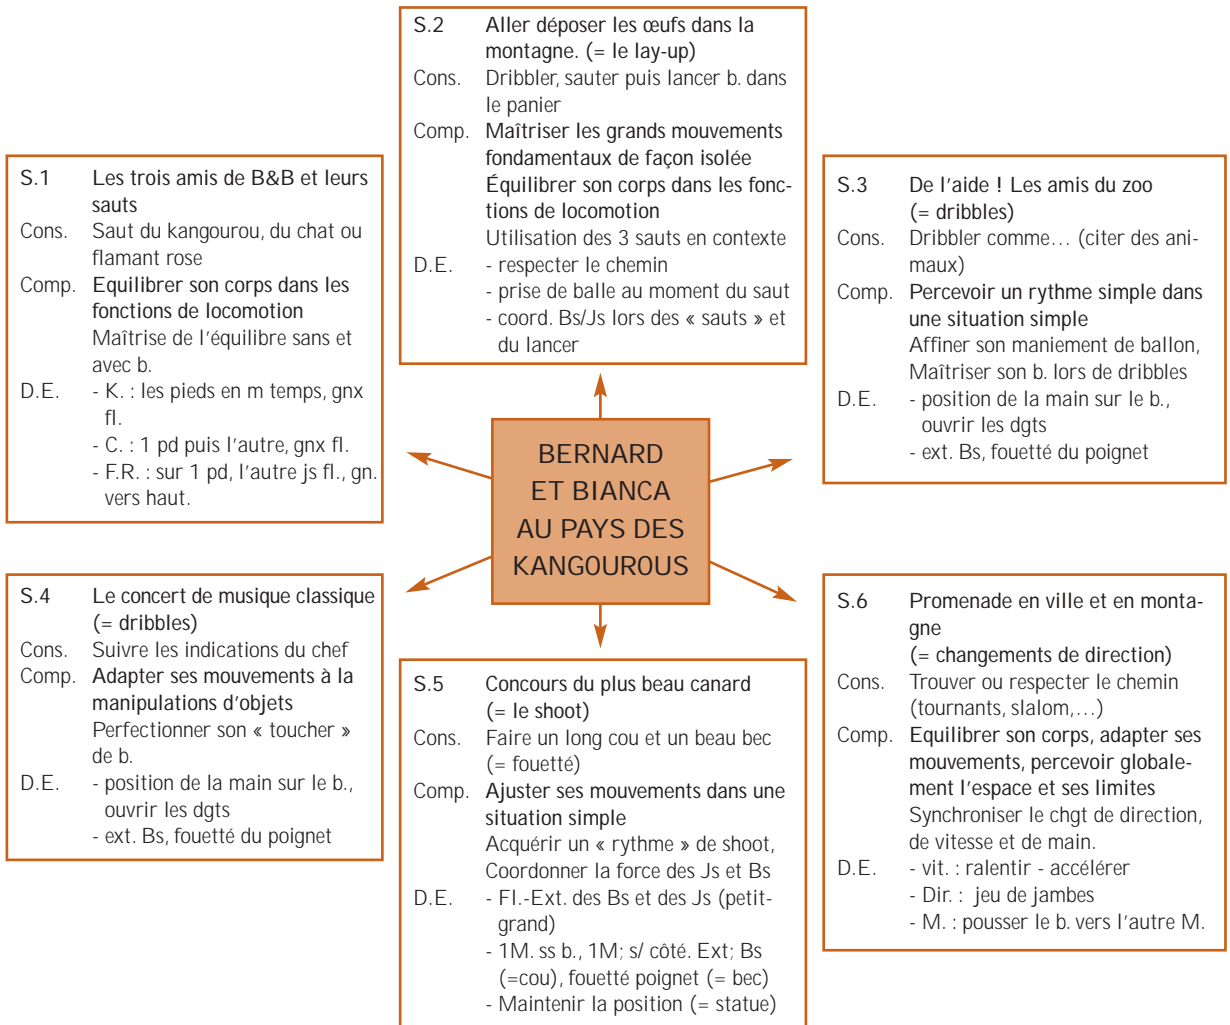 S.1 Les trois amis de B&B et leurs
sauts
Cons. Saut du kangourou, du chat ou
flamant rose
Comp. Equilibrer son corps dans les
fonctions de locomotion
Maîtrise de l'équilibre sans et
avec b.
D.E. - K. : les pieds en m temps, gnx
fl.
- C. : 1 pd puis l'autre, gnx fl.
- F.R. : sur 1 pd, l'autre js fl., gn.
vers haut.
S.2 Aller déposer les œufs dans la
montagne. (= le lay-up)
Cons. Dribbler, sauter puis lancer b. dans
le panier
Comp. Maîtriser les grands mouvements
fondamentaux de façon isolée
Équilibrer son corps dans les fonc-
tions de locomotion
Utilisation des 3 sauts en contexte
D.E. - respecter le chemin
- prise de balle au moment du saut
- coord. Bs/Js lors des « sauts » et
du lancer
S.3 De l'aide ! Les amis du zoo
(= dribbles)
Cons. Dribbler comme… (citer des ani-
maux)
Comp. Percevoir un rythme simple dans
une situation simple
Affiner son maniement de ballon,
Maîtriser son b. lors de dribbles
D.E. - position de la main sur le b.,
ouvrir les dgts
- ext. Bs, fouetté du poignet
BERNARD
ET BIANCA
AU PAYS DES
KANGOUROUS
S.4 Le concert de musique classique
(= dribbles)
Cons. Suivre les indications du chef
Comp. Adapter ses mouvements à la
manipulations d'objets
Perfectionner son « toucher »
de b.
D.E. - position de la main sur le b.,
ouvrir les dgts
- ext. Bs, fouetté du poignet
S.5 Concours du plus beau canard
(= le shoot)
Cons. Faire un long cou et un beau bec
(= fouetté)
Comp. Ajuster ses mouvements dans une
situation simple
Acquérir un « rythme » de shoot,
Coordonner la force des Js et Bs
D.E. - Fl.-Ext. des Bs et des Js (petit-
grand)
- 1M. ss b., 1M; s/ côté. Ext; Bs
(=cou), fouetté poignet (= bec)
- Maintenir la position (= statue)
S.6 Promenade en ville et en monta-
gne
(= changements de direction)
Cons. Trouver ou respecter le chemin
(tournants, slalom,…)
Comp. Equilibrer son corps, adapter ses
mouvements, percevoir globale-
ment l'espace et ses limites
Synchroniser le chgt de direction,
de vitesse et de main.
D.E. - vit. : ralentir - accélérer
- Dir. : jeu de jambes
- M. : pousser le b. vers l'autre M.